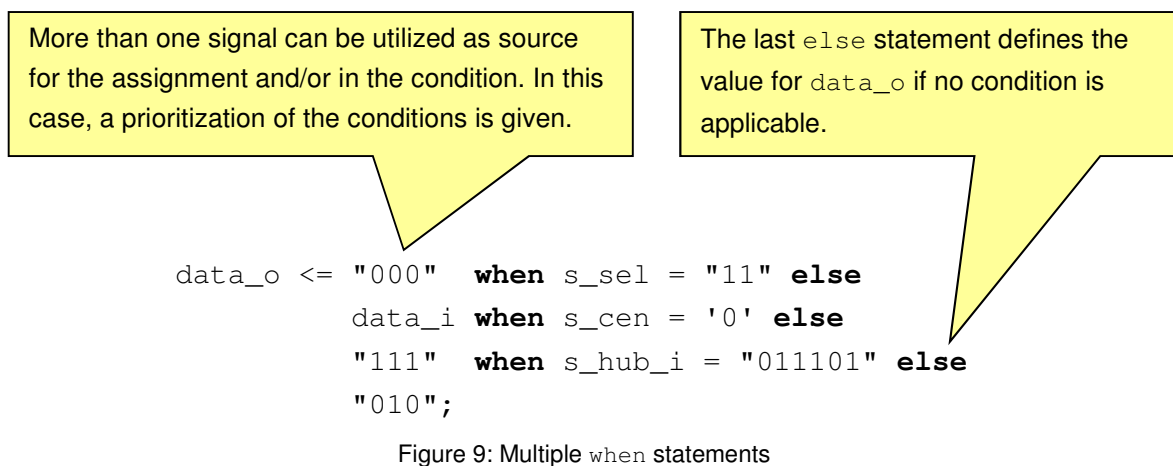 More than one signal can be utilized as source
for the assignment and/or in the condition. In this
case, a prioritization of the conditions is given.
The last else statement defines the
value for data_o if no condition is
applicable.
data_o <= "000" when s_sel = "11" else
data_i when s_cen = '0' else
"111" when s_hub_i = "011101" else
"010";
Figure 9: Multiple when statements